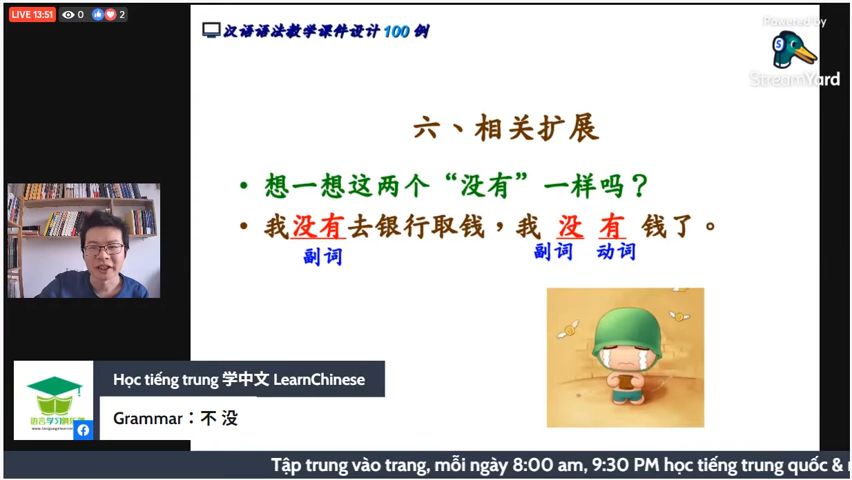 LIVE 13:51 0 2
汉语语法教学课件设计100例
Powered by
StreamYard
六、相关扩展
• 想一想这两个“没有”一样吗？
• 我没有去银行取钱，我 没 有 钱了。
副词 副词 动词
Học tiếng trung 学中文 LearnChinese
Grammar：不 没
Tập trung vào trang, mỗi ngày 8:00 am, 9:30 PM học tiếng trung quốc &